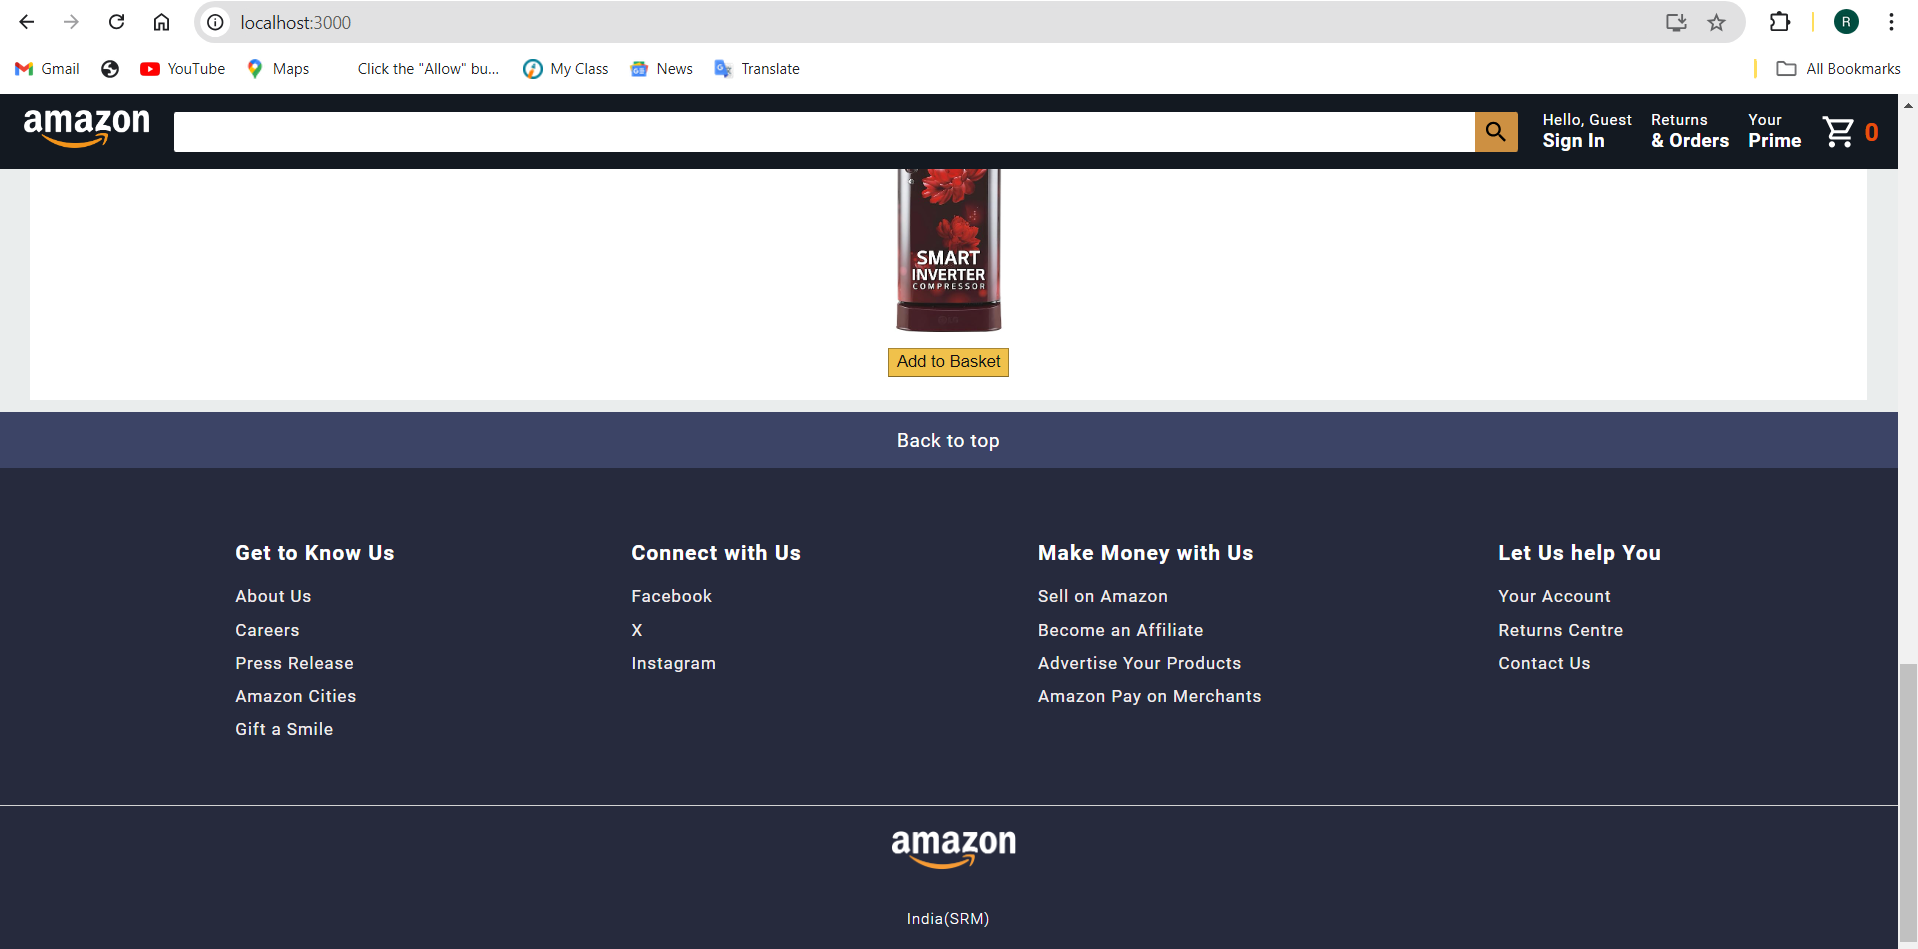 localhost:3000
R
Gmail YouTube Maps Click the "Allow" bu... My Class News Translate All Bookmarks
amazon
Hello, Guest
Sign In
Returns
& Orders
Your
Prime
0
SMART
INVERTER
COMPRESSOR
Add to Basket
Back to top
Get to Know Us
About Us
Careers
Press Release
Amazon Cities
Gift a Smile
Connect with Us
Facebook
X
Instagram
Make Money with Us
Sell on Amazon
Become an Affiliate
Advertise Your Products
Amazon Pay on Merchants
Let Us help You
Your Account
Returns Centre
Contact Us
amazon
India(SRM)